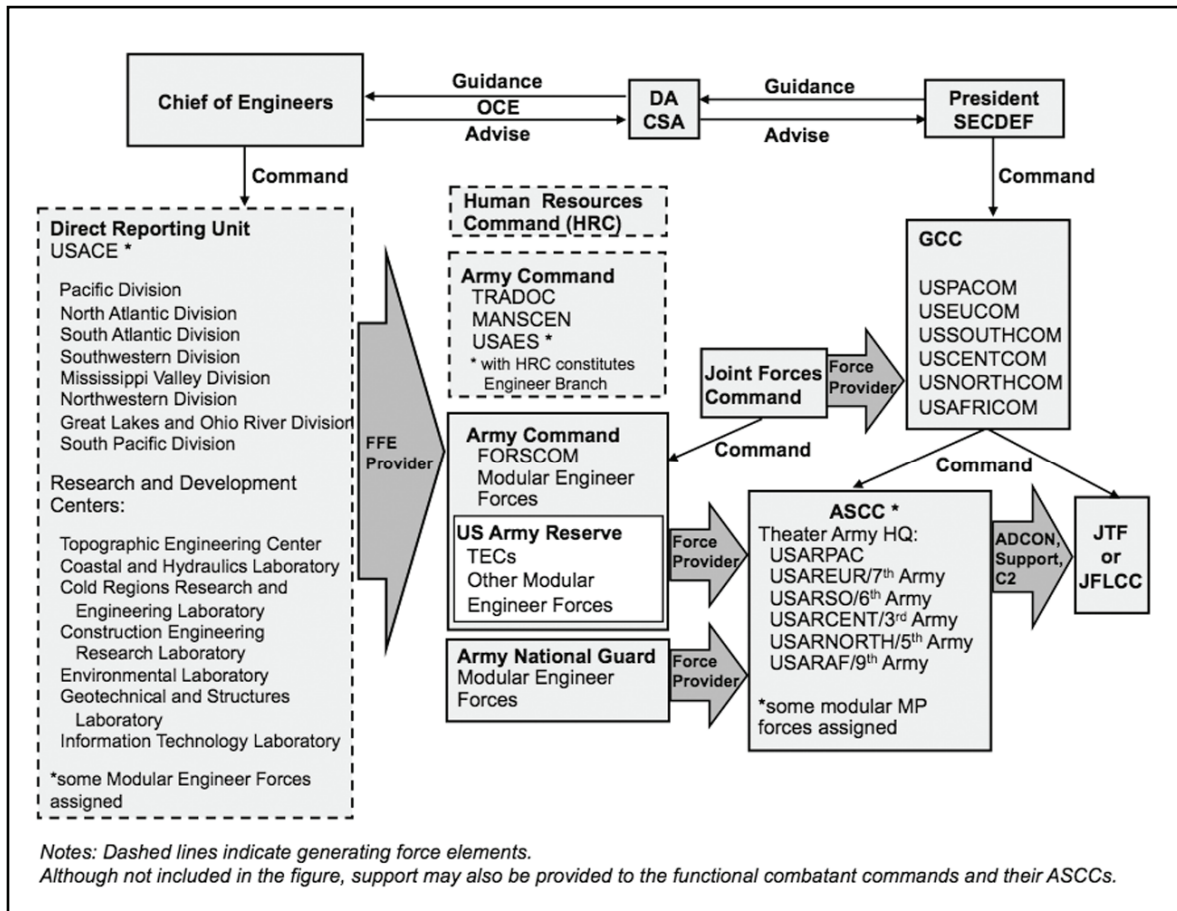 Chief of Engineers
Guidance
OCE
Advise
DA
CSA
Guidance
Advise
President
SECDEF
Command
Command
Direct Reporting Unit
USACE *
Pacific Division
North Atlantic Division
South Atlantic Division
Southwestern Division
Mississippi Valley Division
Northwestern Division
Great Lakes and Ohio River Division
South Pacific Division
Research and Development
Centers:
Topographic Engineering Center
Coastal and Hydraulics Laboratory
Cold Regions Research and
Engineering Laboratory
Construction Engineering
Research Laboratory
Environmental Laboratory
Geotechnical and Structures
Laboratory
Information Technology Laboratory
*some Modular Engineer Forces
assigned
FFE
Provider
Human Resources
Command (HRC)
Army Command
TRADOC
MANSCEN
USAES *
* with HRC constitutes
Engineer Branch
Army Command
FORSCOM
Modular Engineer
Forces
US Army Reserve
TECs
Other Modular
Engineer Forces
Army National Guard
Modular Engineer
Forces
Joint Forces
Command
Command
Force
Provider
Force
Provider
Force
Provider
GCC
USPACOM
USEUCOM
USSOUTHCOM
USCENTCOM
USNORTHCOM
USAFRICOM
Command
ASCC *
Theater Army HQ:
USARPAC
USAREUR/7th Army
USARSO/6th Army
USARCENT/3rd Army
USARNORTH/5th Army
USARAF/9th Army
*some modular MP
forces assigned
ADCON,
Support,
C2
JTF
or
JFLCC
Notes: Dashed lines indicate generating force elements.
Although not included in the figure, support may also be provided to the functional combatant commands and their ASCCs.